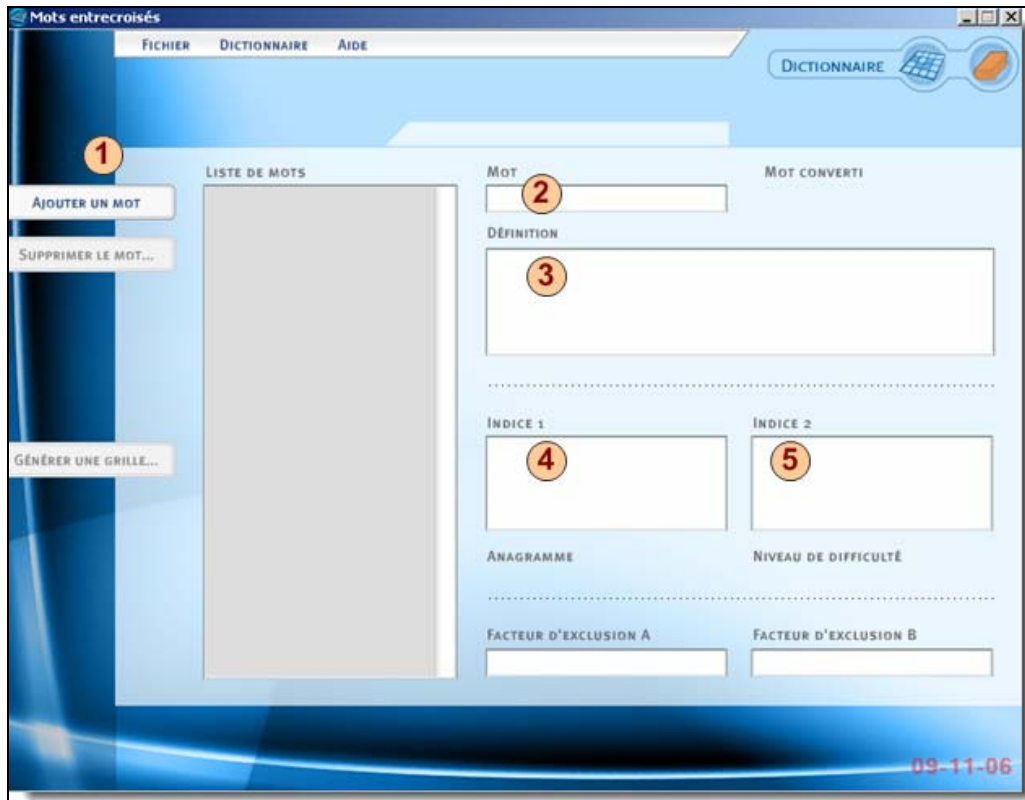 Mots entrecroisés
FICHIER DICTIONNAIRE AIDE
DICTIONNAIRE
1
LISTE DE MOTS
MOT
MOT CONVERTI
2
AJOUTER UN MOT
DÉFINITION
SUPPRIMER LE MOT...
3
INDICE 1
INDICE 2
4
5
GÉNÉRER UNE GRILLE...
ANAGRAMME
NIVEAU DE DIFFICULTÉ
FACTEUR D'EXCLUSION A
FACTEUR D'EXCLUSION B
09-11-06